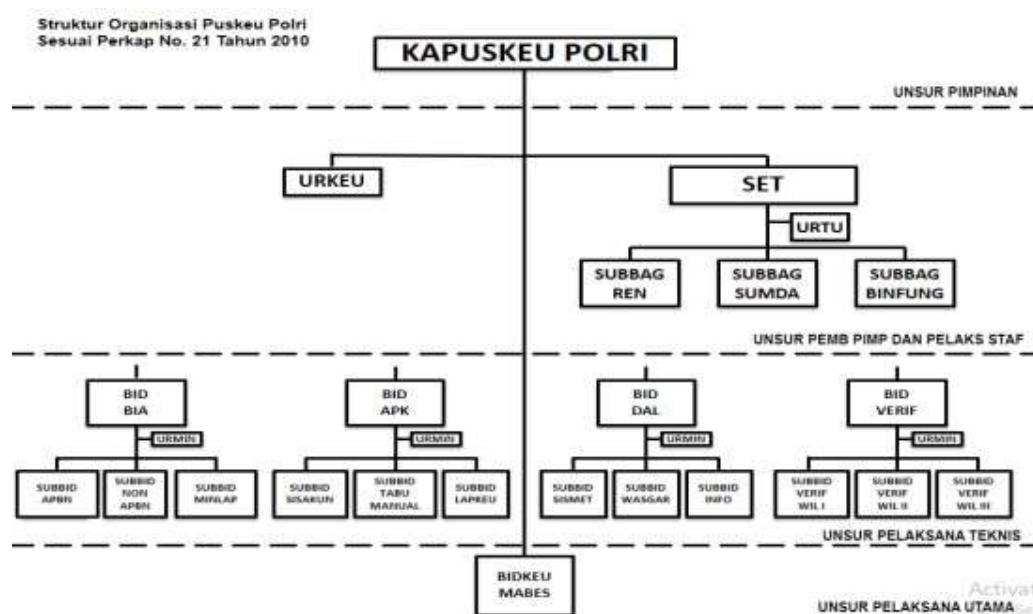 Struktur Organisasi Puskeu Polri
Sesuai Perkap No. 21 Tahun 2010
KAPUSKEU POLRI
UNSUR PIMPINAN
URKEU
SET
URTU
SUBBAG
REN
SUBBAG
SUMDA
SUBBAG
BINFUNG
UNSUR PEMB PIMP DAN PELAKS STAF
BID
BIA
BID
APK
BID
DAL
BID
VERIF
URMIN
URMIN
URMIN
URMIN
SUBBID
APBN
SUBBID
NON
APBN
SUBBID
MINLAP
SUBBID
SISAKUN
SUBBID
TABU
MANUAL
SUBBID
LAPKEU
SUBBID
SISMET
SUBBID
WASGAR
SUBBID
INFO
SUBBID
VERIF
WIL I
SUBBID
VERIF
WIL II
SUBBID
VERIF
WIL III
UNSUR PELAKSANA TEKNIS
BIDKEU
MABES
Activat
UNSUR PELAKSANA UTAMA